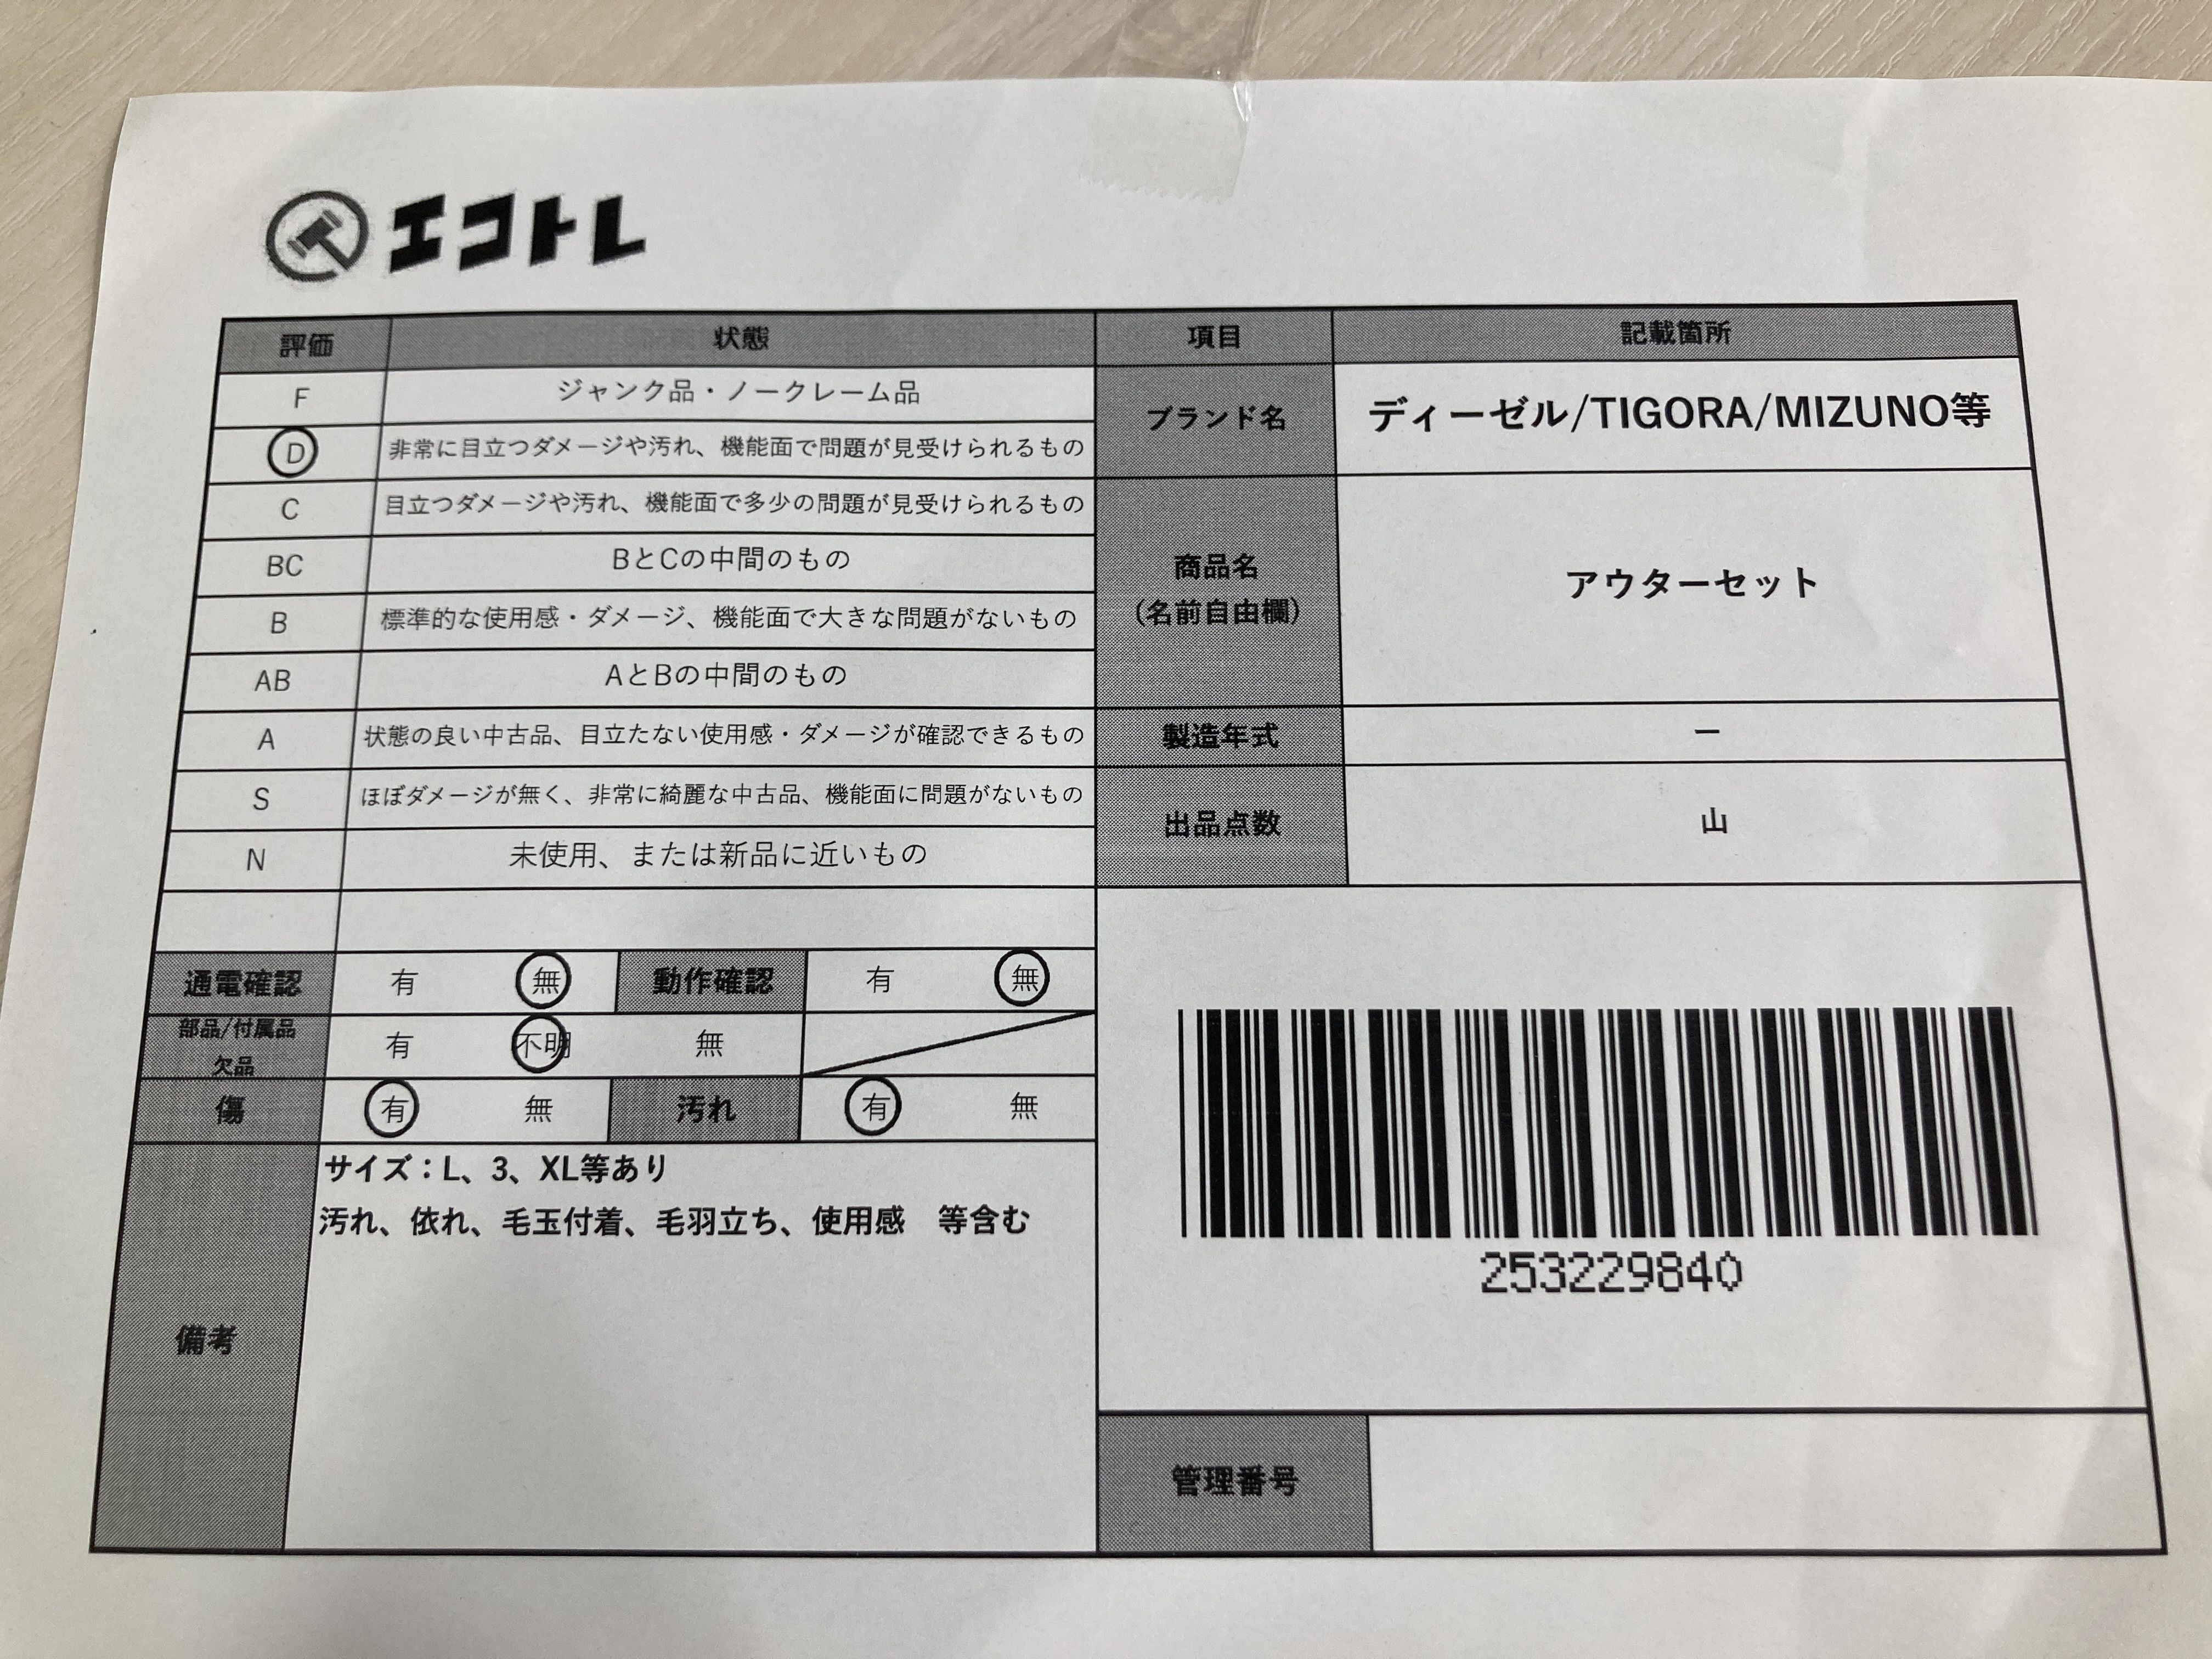 エコトレ
評価 状態
F ジャンク品・ノークレーム品
D 非常に目立つダメージや汚れ、機能面で問題が見受けられるもの
C 目立つダメージや汚れ、機能面で多少の問題が見受けられるもの
BC BとCの中間のもの
B 標準的な使用感・ダメージ、機能面で大きな問題がないもの
AB AとBの中間のもの
A 状態の良い中古品、目立たない使用感・ダメージが確認できるもの
S ほぼダメージが無く、非常に綺麗な中古品、機能面に問題がないもの
N 未使用、または新品に近いもの
通電確認 有 無 動作確認 有 無
部品/付属品
欠品 有 不明 無
傷 有 無 汚れ 有 無
備考
サイズ：L、3、XL等あり
汚れ、依れ、毛玉付着、毛羽立ち、使用感　等含む
項目 記載箇所
ブランド名 ディーゼル/TIGORA/MIZUNO等
商品名
(名前自由欄)
アウターセット
製造年式 ー
出品点数 山
253229840
管理番号